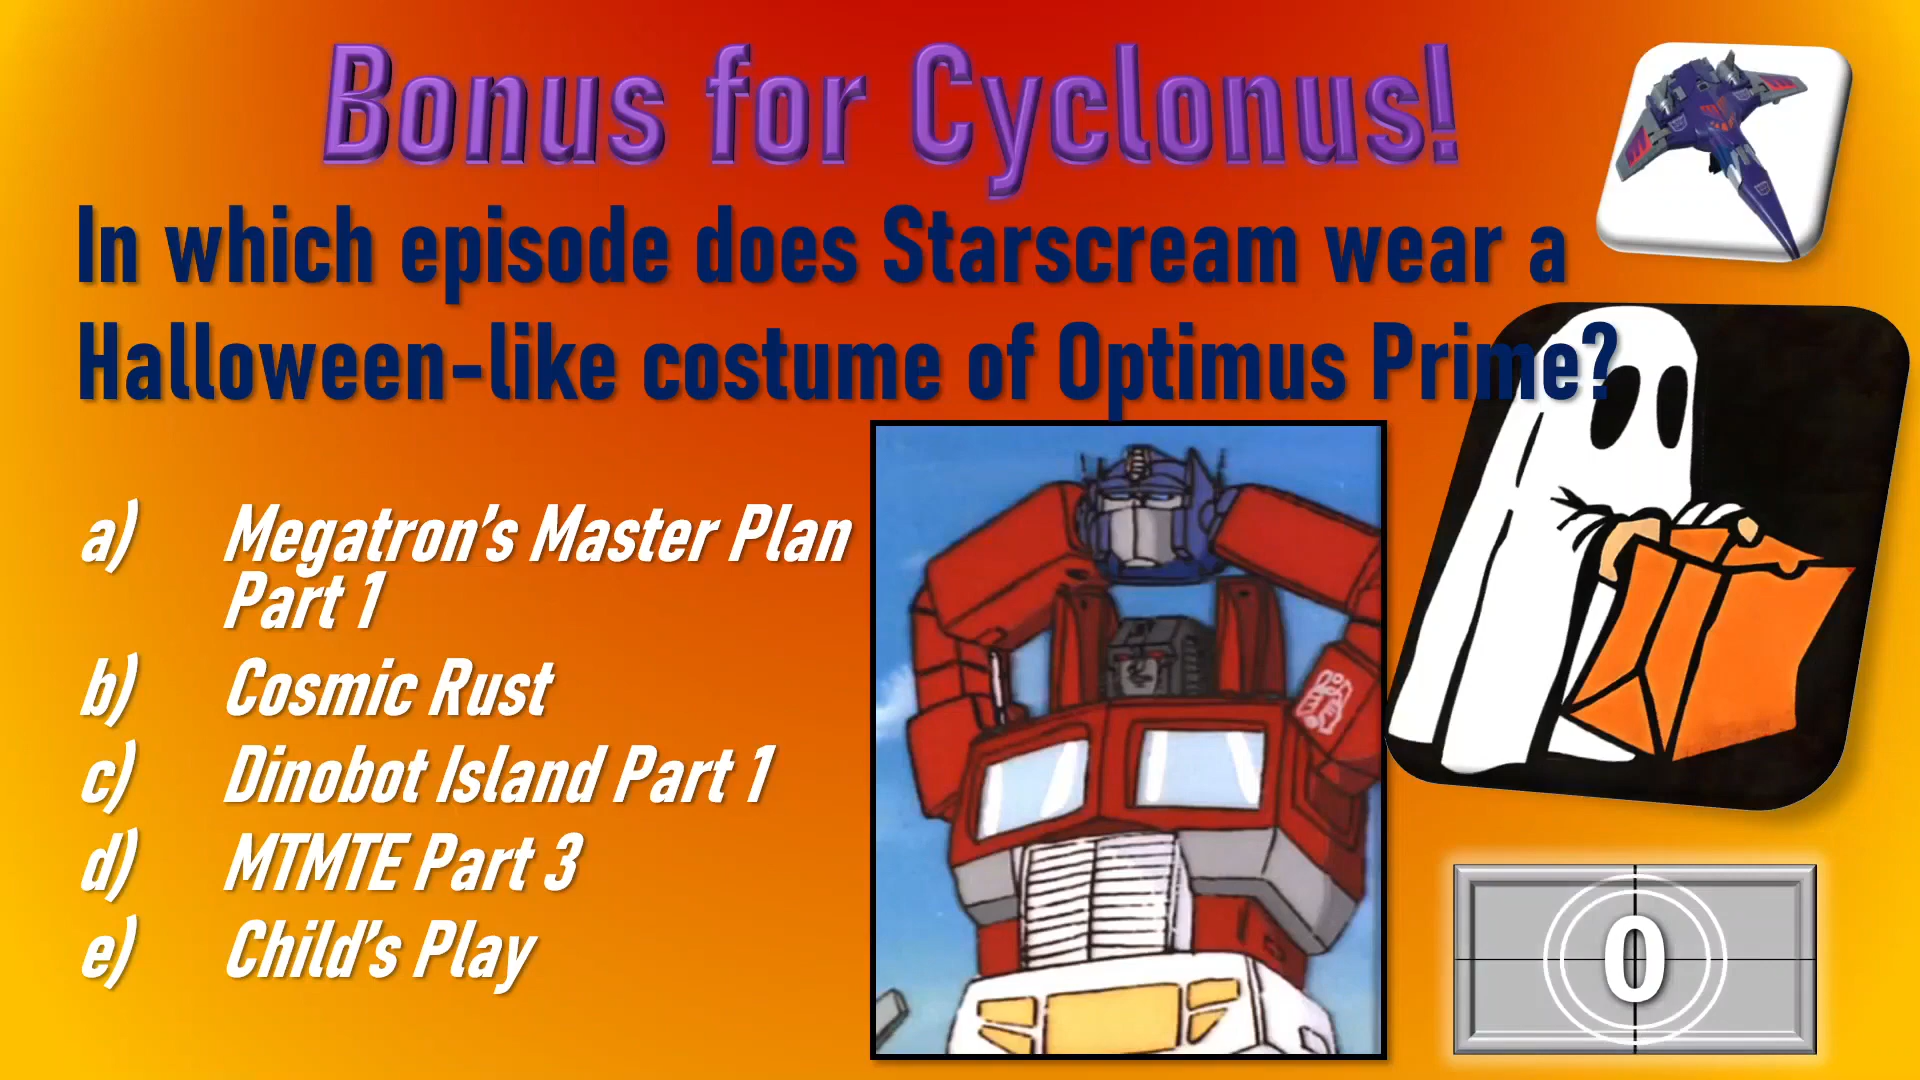 Bonus for Cyclonus!
In which episode does Starscream wear a
Halloween-like costume of Optimus Prime?
a) Megatron's Master Plan
Part 1
b) Cosmic Rust
c) Dinobot Island Part 1
d) MTMTE Part 3
e) Child's Play
0